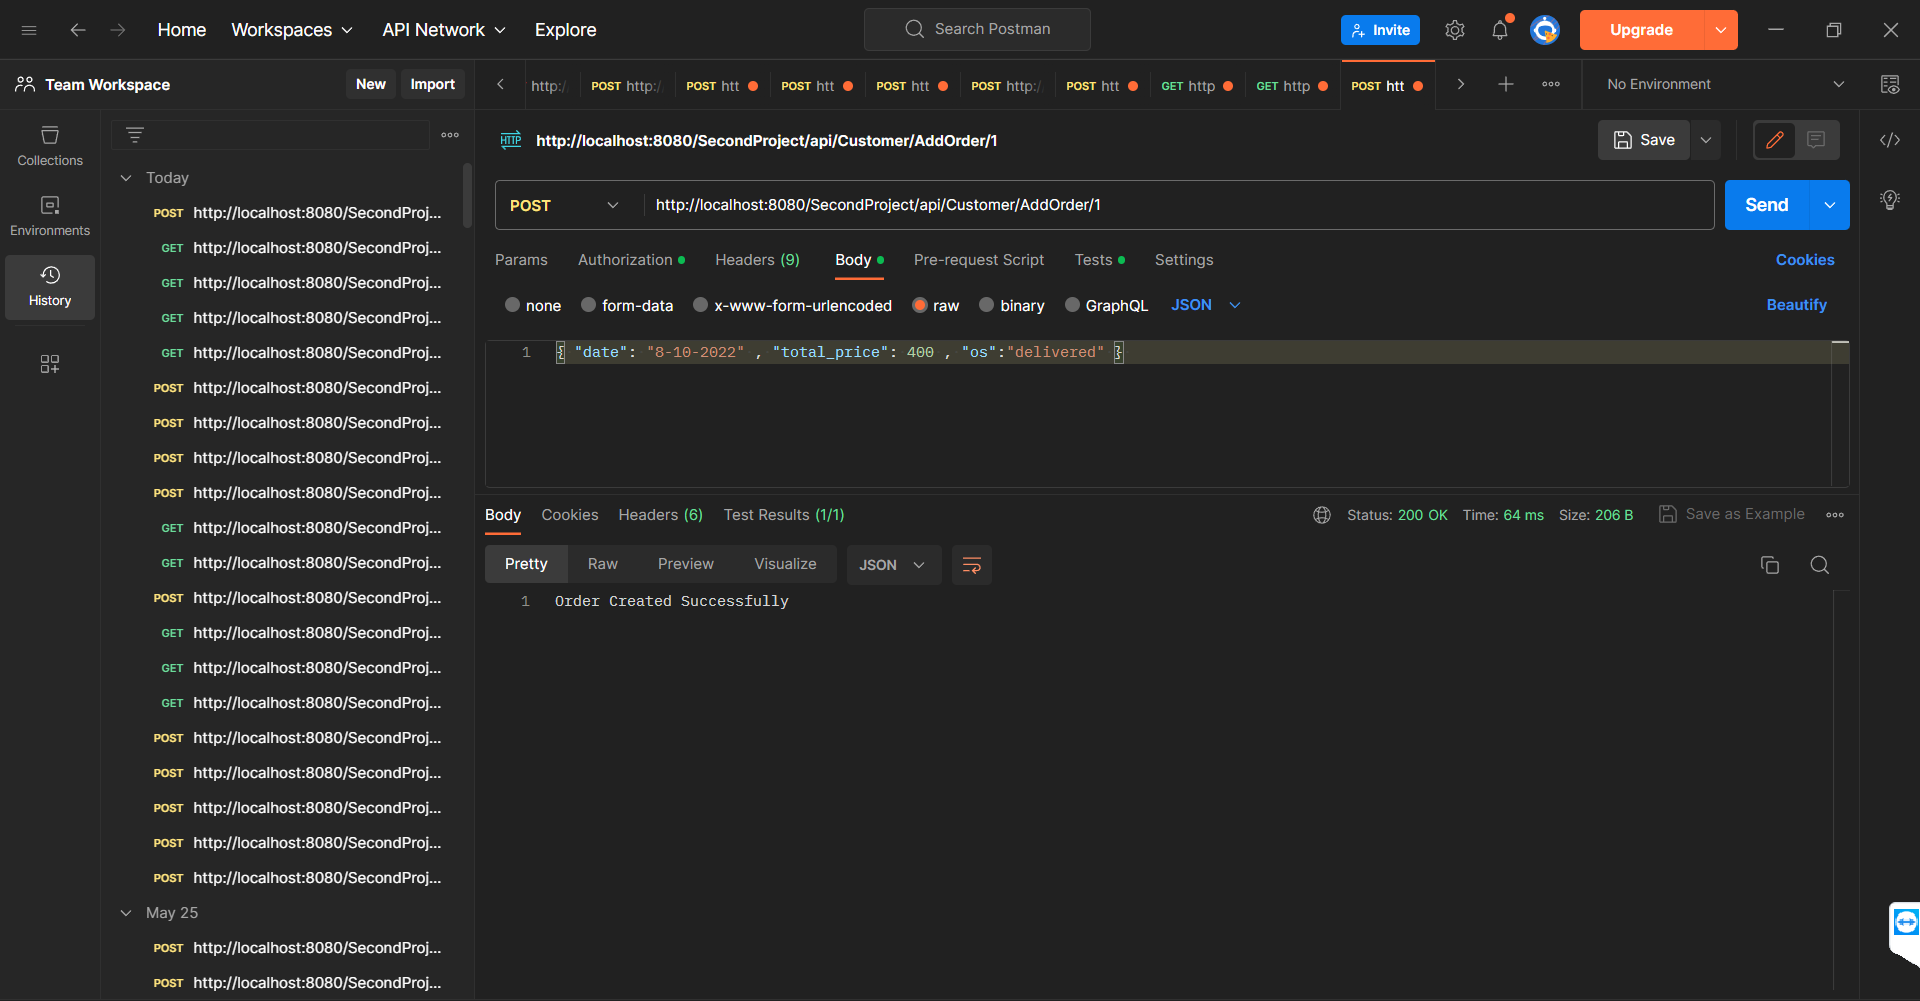 Home Workspaces API Network Explore Search Postman Invite Upgrade
Team Workspace New Import http:/ POST http:/ POST htt POST htt POST htt POST http:/ POST htt GET http GET http POST htt No Environment
Collections
Environments
History
Today
POST http://localhost:8080/SecondProj...
GET http://localhost:8080/SecondProj...
GET http://localhost:8080/SecondProj...
GET http://localhost:8080/SecondProj...
GET http://localhost:8080/SecondProj...
POST http://localhost:8080/SecondProj...
POST http://localhost:8080/SecondProj...
POST http://localhost:8080/SecondProj...
POST http://localhost:8080/SecondProj...
GET http://localhost:8080/SecondProj...
GET http://localhost:8080/SecondProj...
POST http://localhost:8080/SecondProj...
GET http://localhost:8080/SecondProj...
GET http://localhost:8080/SecondProj...
GET http://localhost:8080/SecondProj...
POST http://localhost:8080/SecondProj...
POST http://localhost:8080/SecondProj...
POST http://localhost:8080/SecondProj...
POST http://localhost:8080/SecondProj...
POST http://localhost:8080/SecondProj...
May 25
POST http://localhost:8080/SecondProj...
POST http://localhost:8080/SecondProj...
HTTP http://localhost:8080/SecondProject/api/Customer/AddOrder/1 Save
POST http://localhost:8080/SecondProject/api/Customer/AddOrder/1 Send
Params Authorization Headers (9) Body Pre-request Script Tests Settings Cookies
none form-data x-www-form-urlencoded raw binary GraphQL JSON Beautify
1 { "date": "8-10-2022" , "total_price": 400 , "os":"delivered" }
Body Cookies Headers (6) Test Results (1/1) Status: 200 OK Time: 64 ms Size: 206 B Save as Example
Pretty Raw Preview Visualize JSON
1 Order Created Successfully